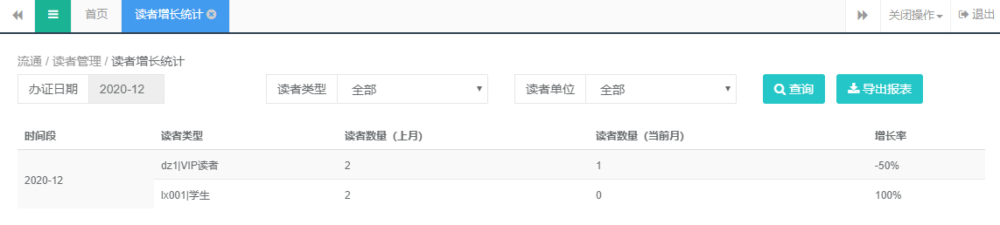 首页 读者增长统计 关闭操作 退出
流通 / 读者管理 / 读者增长统计
办证日期 2020-12 读者类型 全部 读者单位 全部 查询 导出报表
时间段 读者类型 读者数量（上月） 读者数量（当前月） 增长率
2020-12 dz1|VIP读者 2 1 -50%
lx001|学生 2 0 100%